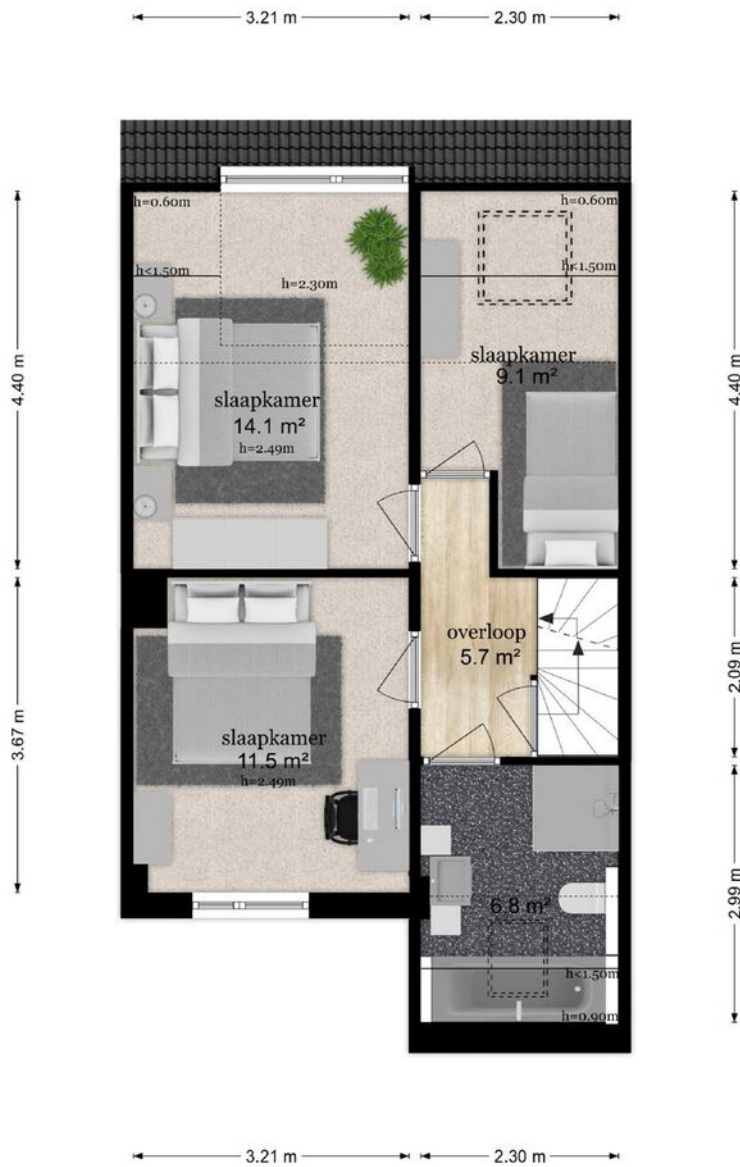 3.21 m
2.30 m
h=0.60m
h=0.60m
h<1.50m
h=2.30m
h<1.50m
4.40 m
4.40 m
slaapkamer
9.1 m²
slaapkamer
14.1 m²
h=2.49m
overloop
5.7 m²
2.09 m
3.67 m
slaapkamer
11.5 m²
h=2.49m
6.8 m²
2.99 m
h<1.50m
h=0.90m
3.21 m
2.30 m